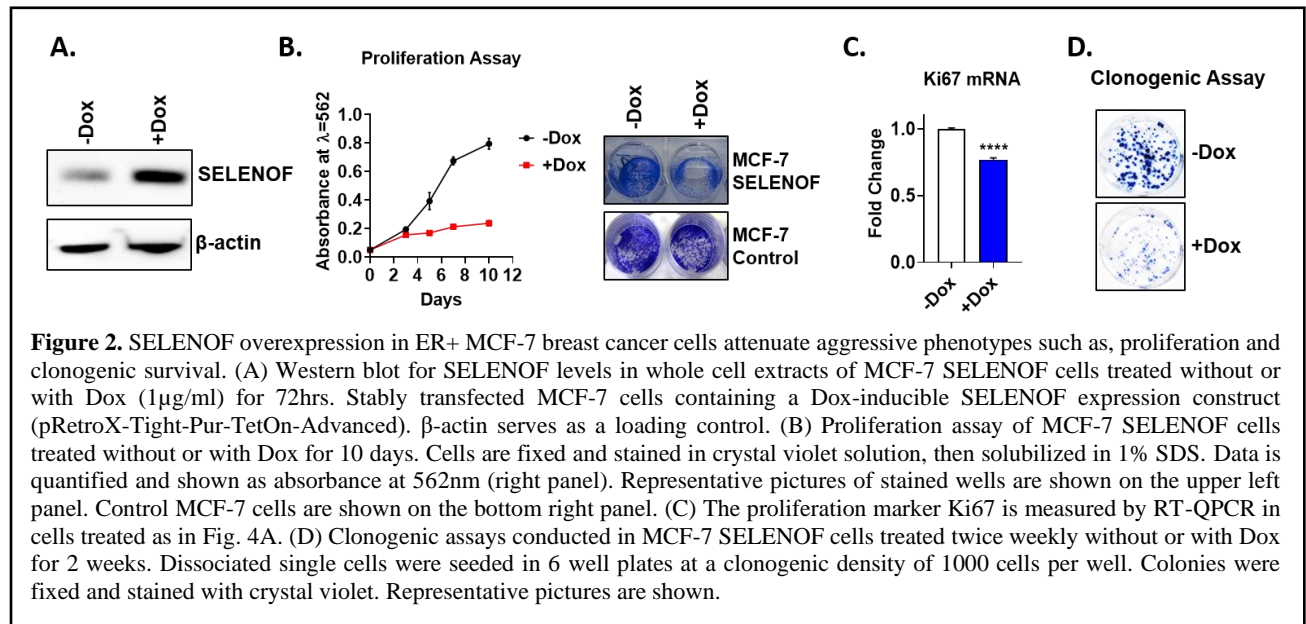 A.
-Dox
+Dox
SELENOF
β-actin
B.
Proliferation Assay
Absorbance at λ=562
1.0
0.8
0.6
0.4
0.2
0.0
0 2 4 6 8 10 12
Days
-Dox
+Dox
-Dox
+Dox
MCF-7
SELENOF
MCF-7
Control
C.
Ki67 mRNA
Fold Change
1.0
0.5
0.0
****
-Dox
+Dox
D.
Clonogenic Assay
-Dox
+Dox
Figure 2. SELENOF overexpression in ER+ MCF-7 breast cancer cells attenuate aggressive phenotypes such as, proliferation and
clonogenic survival. (A) Western blot for SELENOF levels in whole cell extracts of MCF-7 SELENOF cells treated without or
with Dox (1µg/ml) for 72hrs. Stably transfected MCF-7 cells containing a Dox-inducible SELENOF expression construct
(pRetroX-Tight-Pur-TetOn-Advanced). β-actin serves as a loading control. (B) Proliferation assay of MCF-7 SELENOF cells
treated without or with Dox for 10 days. Cells are fixed and stained in crystal violet solution, then solubilized in 1% SDS. Data is
quantified and shown as absorbance at 562nm (right panel). Representative pictures of stained wells are shown on the upper left
panel. Control MCF-7 cells are shown on the bottom right panel. (C) The proliferation marker Ki67 is measured by RT-QPCR in
cells treated as in Fig. 4A. (D) Clonogenic assays conducted in MCF-7 SELENOF cells treated twice weekly without or with Dox
for 2 weeks. Dissociated single cells were seeded in 6 well plates at a clonogenic density of 1000 cells per well. Colonies were
fixed and stained with crystal violet. Representative pictures are shown.